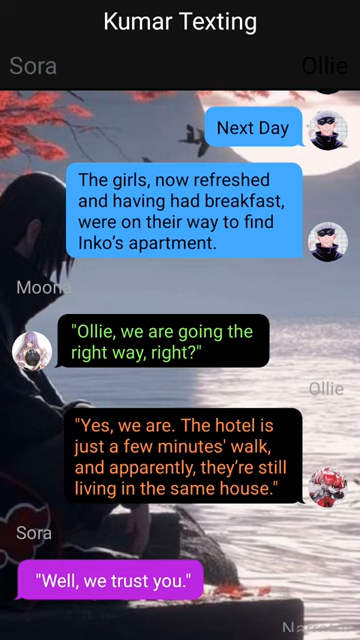 Kumar Texting
Sora
Ollie
Next Day
The girls, now refreshed
and having had breakfast,
were on their way to find
Inko's apartment.
Moona
"Ollie, we are going the
right way, right?"
Ollie
"Yes, we are. The hotel is
just a few minutes' walk,
and apparently, they're still
living in the same house."
Sora
"Well, we trust you."